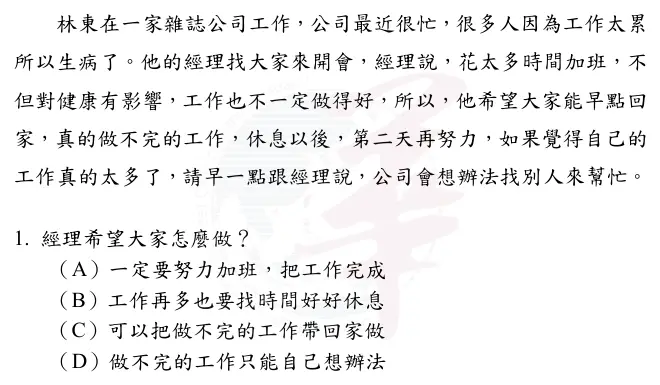 林東在一家雜誌公司工作，公司最近很忙，很多人因為工作太累
所以生病了。他的經理找大家來開會，經理說，花太多時間加班，不
但對健康有影響，工作也不一定做得好，所以，他希望大家能早點回
家，真的做不完的工作，休息以後，第二天再努力，如果覺得自己的
工作真的太多了，請早一點跟經理說，公司會想辦法找別人來幫忙。
1. 經理希望大家怎麼做？
（A）一定要努力加班，把工作完成
（B）工作再多也要找時間好好休息
（C）可以把做不完的工作帶回家做
（D）做不完的工作只能自己想辦法